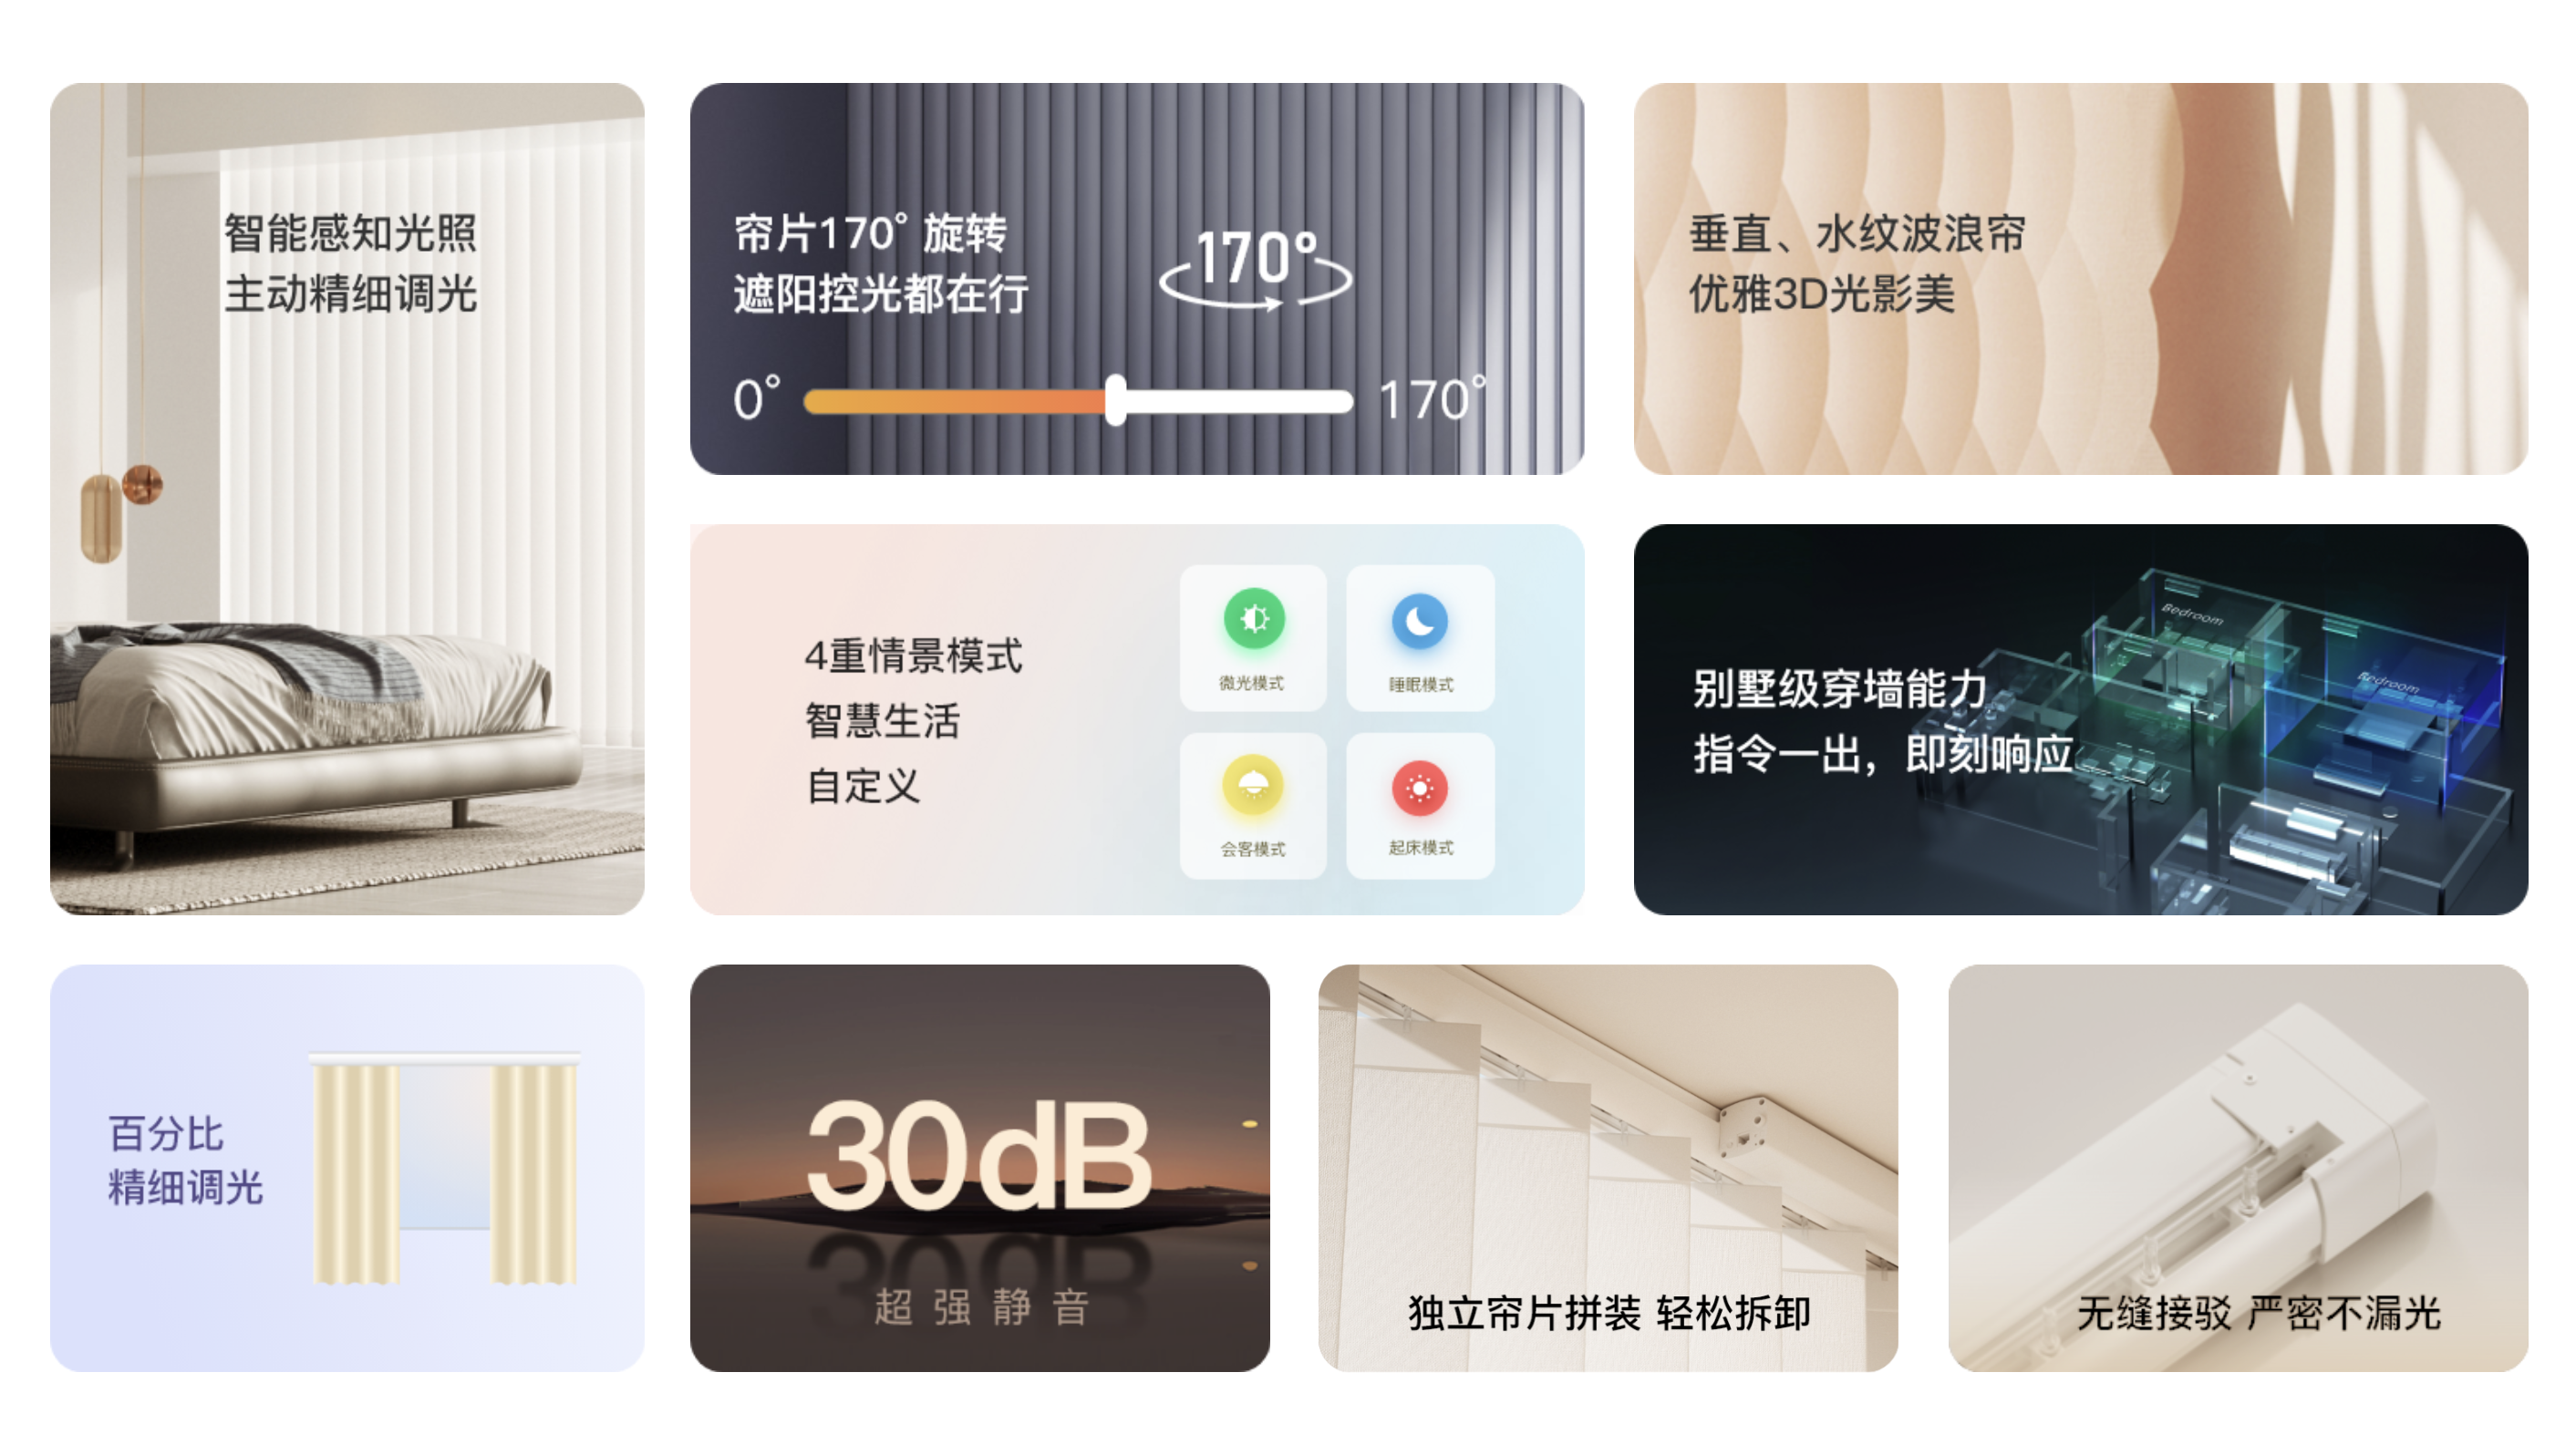 智能感知光照
主动精细调光
帘片170° 旋转
遮阳控光都在行
170°
0°
170°
垂直、水纹波浪帘
优雅3D光影美
4重情景模式
智慧生活
自定义
微光模式
睡眠模式
会客模式
起床模式
别墅级穿墙能力
指令一出，即刻响应
Bedroom
Bedroom
百分比
精细调光
30dB
超强静音
独立帘片拼装 轻松拆卸
无缝接驳 严密不漏光